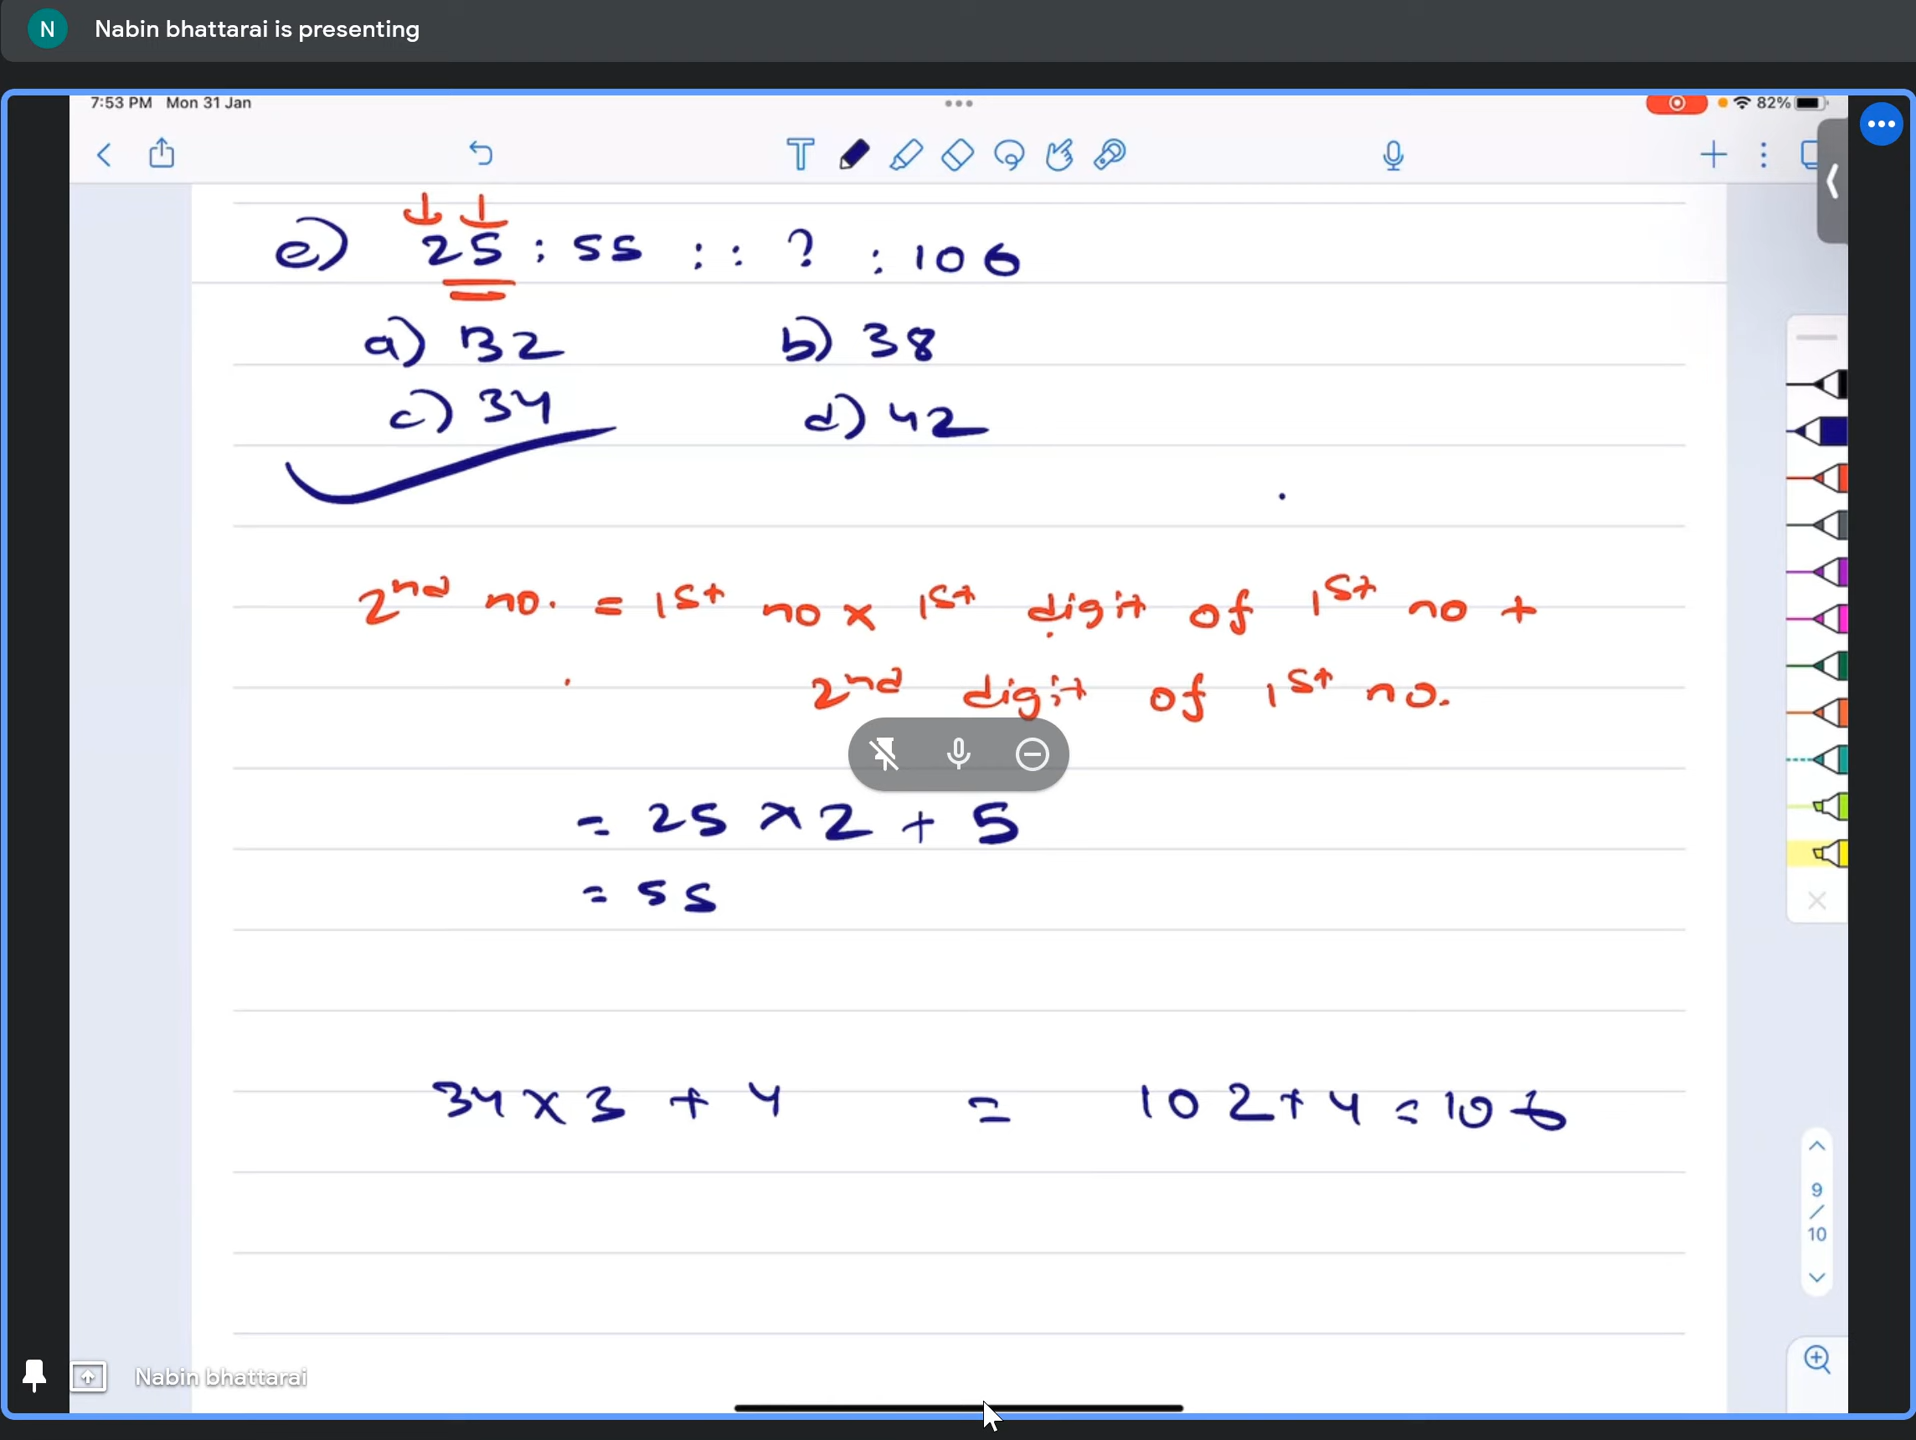 N Nabin bhattarai is presenting
7:53 PM Mon 31 Jan
82%
T
e) 25 : 55 :: ? : 106
a) 132 b) 38
c) 34 d) 42
2nd no. = 1st no x 1st digit of 1st no +
2nd digit of 1st no.
= 25 x 2 + 5
= 55
34 x 3 + 4 = 102 + 4 = 106
9
/
10
Nabin bhattarai